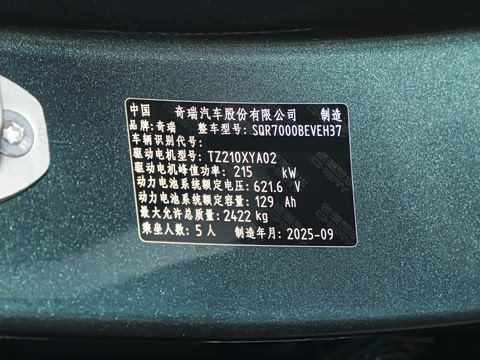 中国 奇瑞汽车股份有限公司 制造
品牌:奇瑞 整车型号:SQR7000BEVEH37
车辆识别代号:
驱动电机型号: TZ210XYA02
驱动电机峰值功率: 215 kW
动力电池系统额定电压: 621.6 V
动力电池系统额定容量: 129 Ah
最大允许总质量: 2422 kg
乘坐人数: 5人 制造年月: 2025-09